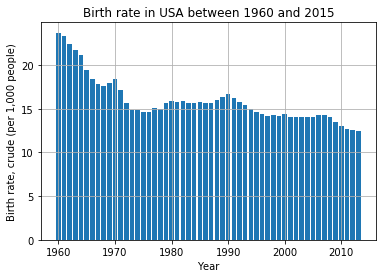 Birth rate in USA between 1960 and 2015
Birth rate, crude (per 1,000 people)
20
15
10
5
0
1960 1970 1980 1990 2000 2010
Year